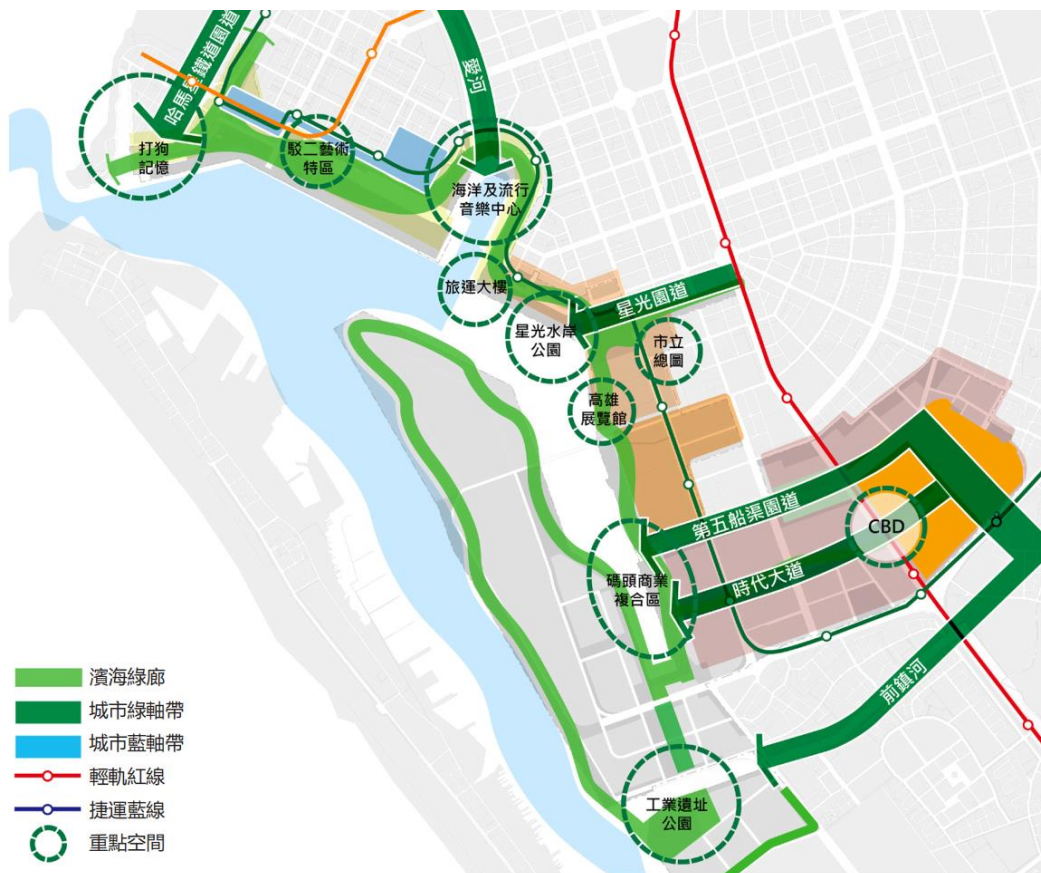 哈瑪星鐵道園道
愛河
打狗
記憶
駁二藝術
特區
海洋及流行
音樂中心
旅運大樓
星光園道
星光水岸
公園
市立
總圖
高雄
展覽館
第五船渠園道
CBD
時代大道
碼頭商業
複合區
前鎮河
工業遺址
公園
濱海綠廊
城市綠軸帶
城市藍軸帶
輕軌紅線
捷運藍線
重點空間